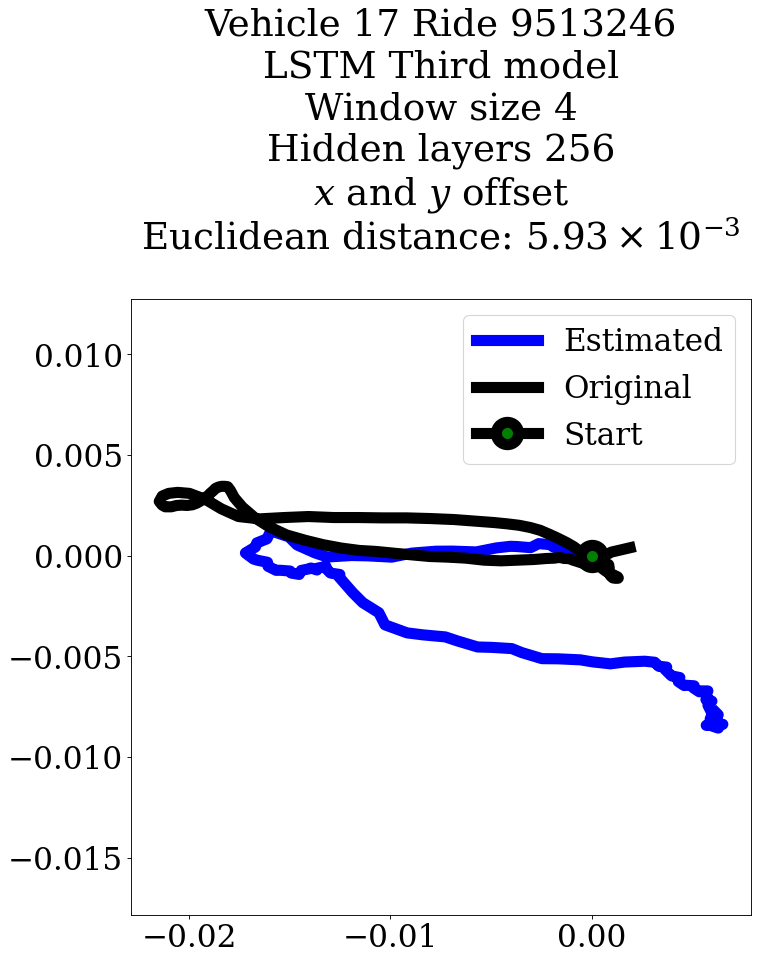 Vehicle 17 Ride 9513246
LSTM Third model
Window size 4
Hidden layers 256
x and y offset
Euclidean distance: 5.93 × 10⁻³
Estimated
Original
Start
0.010
0.005
0.000
−0.005
−0.010
−0.015
−0.02 −0.01 0.00